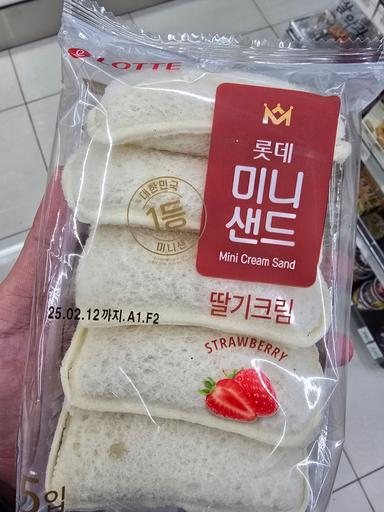 LOTTE
롯데
미니
샌드
Mini Cream Sand
대한민국
1등
미니샌드
딸기크림
25.02.12까지.A1.F2
STRAWBERRY
5입